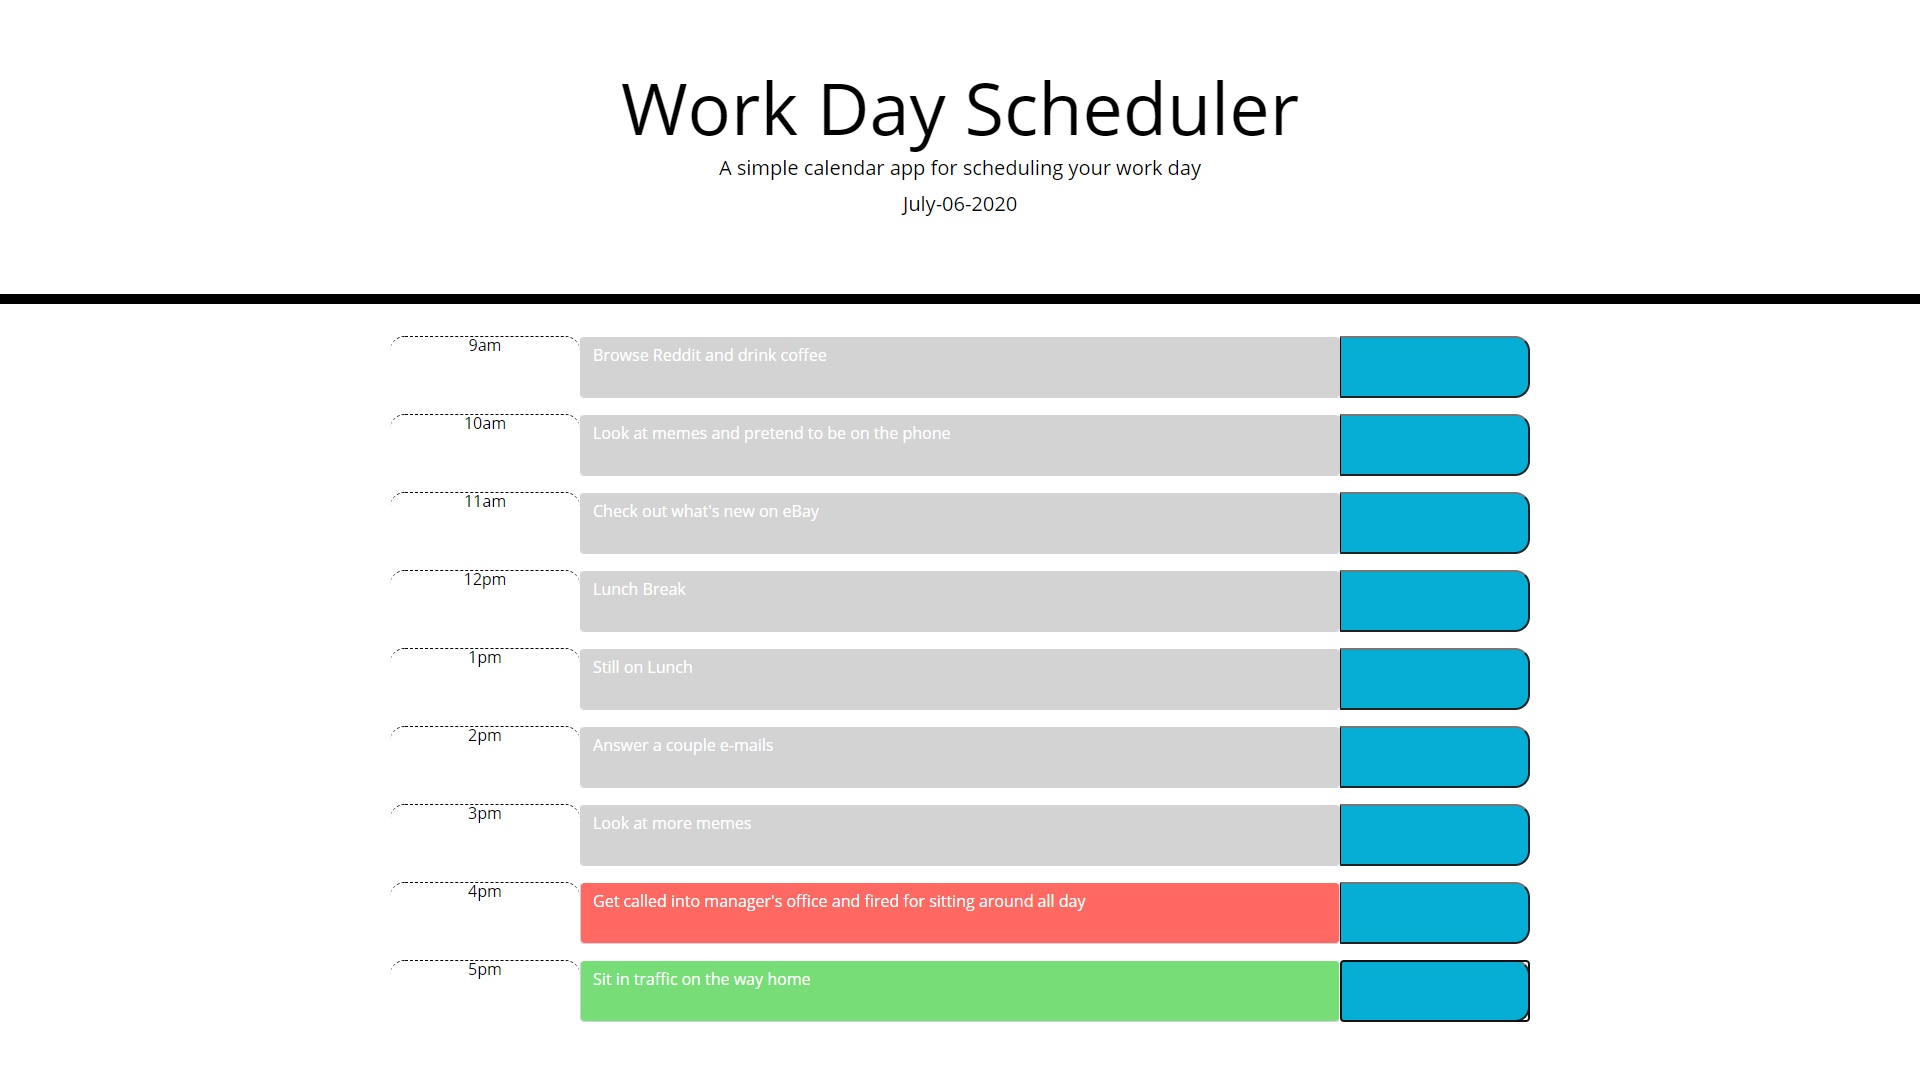 Work Day Scheduler
A simple calendar app for scheduling your work day
July-06-2020
9am
Browse Reddit and drink coffee
10am
Look at memes and pretend to be on the phone
11am
Check out what's new on eBay
12pm
Lunch Break
1pm
Still on Lunch
2pm
Answer a couple e-mails
3pm
Look at more memes
4pm
Get called into manager's office and fired for sitting around all day
5pm
Sit in traffic on the way home